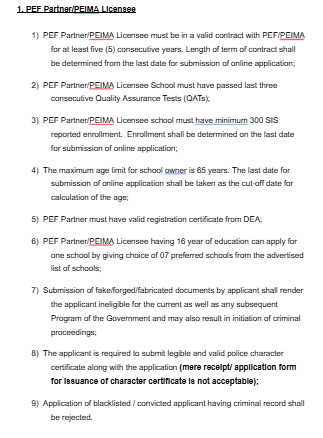 1. PEF Partner/PEIMA Licensee
1) PEF Partner/PEIMA Licensee must be in a valid contract with PEF/PEIMA
for at least five (5) consecutive years. Length of term of contract shall
be determined from the last date for submission of online application;
2) PEF Partner/PEIMA Licensee School must have passed last three
consecutive Quality Assurance Tests (QATs);
3) PEF Partner/PEIMA Licensee school must have minimum 300 SIS
reported enrollment. Enrollment shall be determined on the last date
for submission of online application;
4) The maximum age limit for school owner is 65 years. The last date for
submission of online application shall be taken as the cut-off date for
calculation of the age;
5) PEF Partner must have valid registration certificate from DEA;
6) PEF Partner/PEIMA Licensee having 16 year of education can apply for
one school by giving choice of 07 preferred schools from the advertised
list of schools;
7) Submission of fake/forged/fabricated documents by applicant shall render
the applicant ineligible for the current as well as any subsequent
Program of the Government and may also result in initiation of criminal
proceedings;
8) The applicant is required to submit legible and valid police character
certificate along with the application (mere receipt/ application form
for issuance of character certificate is not acceptable);
9) Application of blacklisted / convicted applicant having criminal record shall
be rejected.